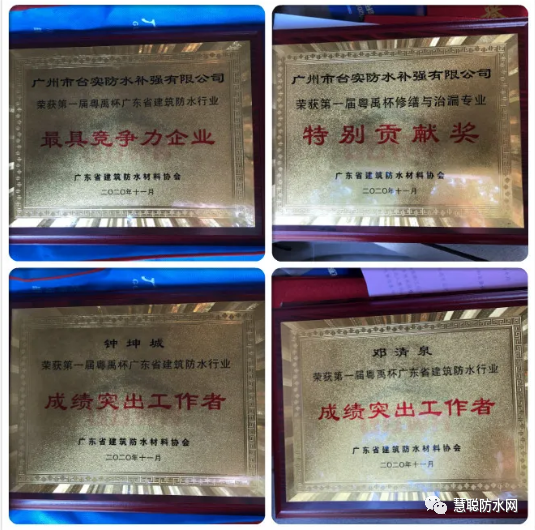 广州市台实防水补强有限公司
荣获第一届粤禹杯广东省建筑防水行业
最具竞争力企业
广东省建筑防水材料协会
二〇二〇年十一月
广州市台实防水补强有限公司
荣获第一届粤禹杯修缮与治漏专业
特别贡献奖
广东省建筑防水材料协会
二〇二〇年十一月
钟坤城
荣获第一届粤禹杯广东省建筑防水行业
成绩突出工作者
广东省建筑防水材料协会
二〇二〇年十一月
邓清泉
荣获第一届粤禹杯广东省建筑防水行业
成绩突出工作者
广东省建筑防水材料协会
二〇二〇年十一月
慧聪防水网